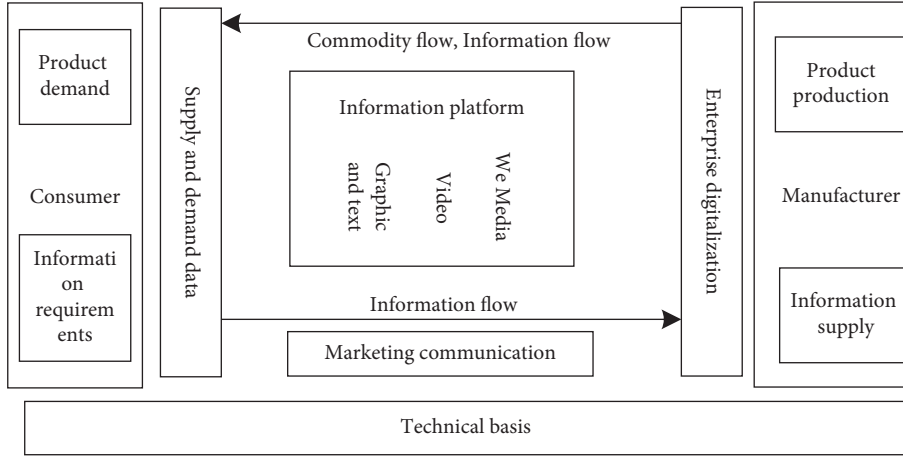 Commodity flow, Information flow
Product
demand
Consumer
Informati
on
requirem
ents
Supply and demand data
Information platform
Graphic
and text
Video
We Media
Information flow
Marketing communication
Enterprise digitalization
Product
production
Manufacturer
Information
supply
Technical basis